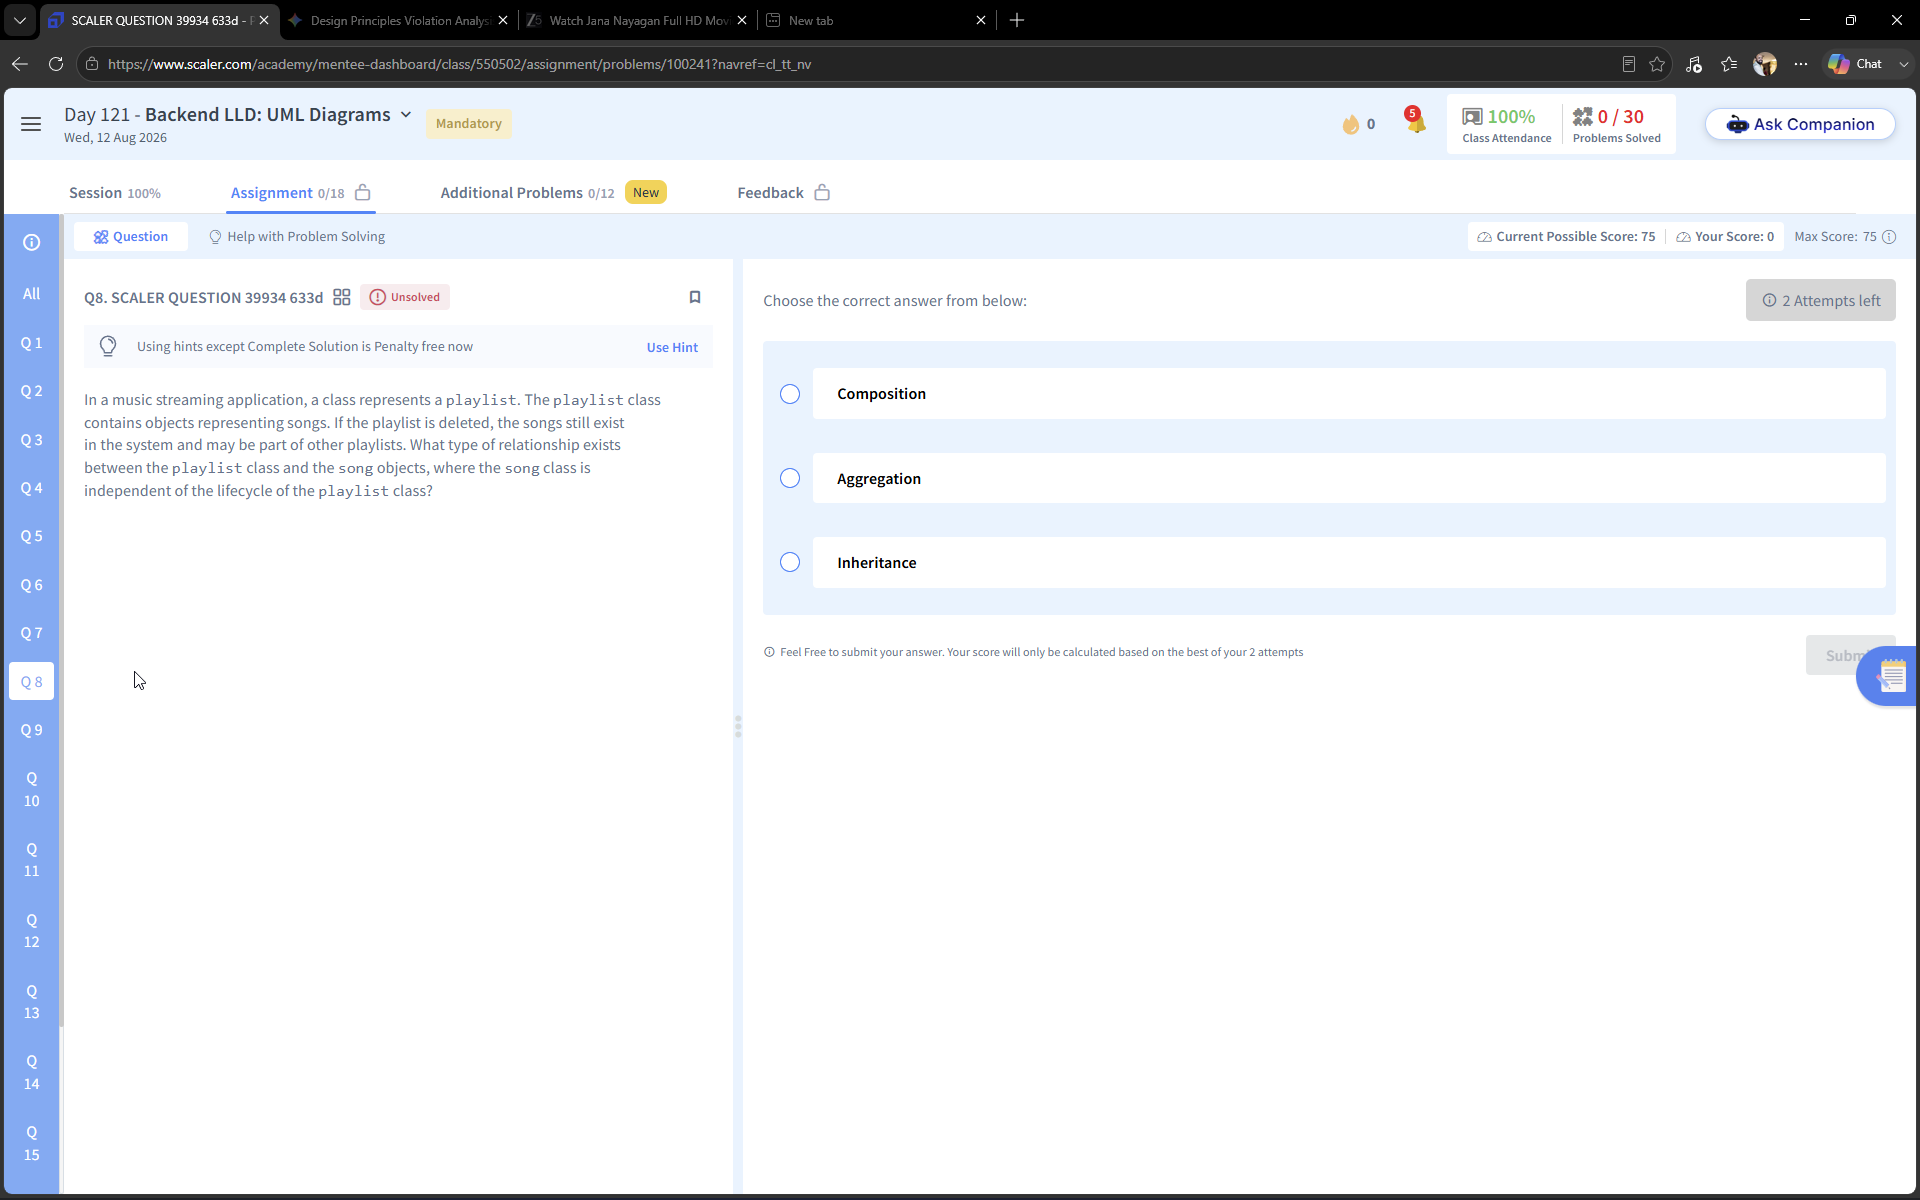 SCALER QUESTION 39934 633d -
Design Principles Violation Analys
Watch Jana Nayagan Full HD Mov
New tab
https://www.scaler.com/academy/mentee-dashboard/class/550502/assignment/problems/100241?navref=cl_tt_nv
Chat
Day 121 - Backend LLD: UML Diagrams
Wed, 12 Aug 2026
Mandatory
0
5
100%
Class Attendance
0 / 30
Problems Solved
Ask Companion
Session 100%
Assignment 0/18
Additional Problems 0/12 New
Feedback
Question
Help with Problem Solving
Current Possible Score: 75
Your Score: 0
Max Score: 75
All
Q 1
Q 2
Q 3
Q 4
Q 5
Q 6
Q 7
Q 8
Q 9
Q
10
Q
11
Q
12
Q
13
Q
14
Q
15
Q8. SCALER QUESTION 39934 633d
Unsolved
Using hints except Complete Solution is Penalty free now
Use Hint
In a music streaming application, a class represents a playlist. The playlist class
contains objects representing songs. If the playlist is deleted, the songs still exist
in the system and may be part of other playlists. What type of relationship exists
between the playlist class and the song objects, where the song class is
independent of the lifecycle of the playlist class?
Choose the correct answer from below:
2 Attempts left
Composition
Aggregation
Inheritance
Feel Free to submit your answer. Your score will only be calculated based on the best of your 2 attempts